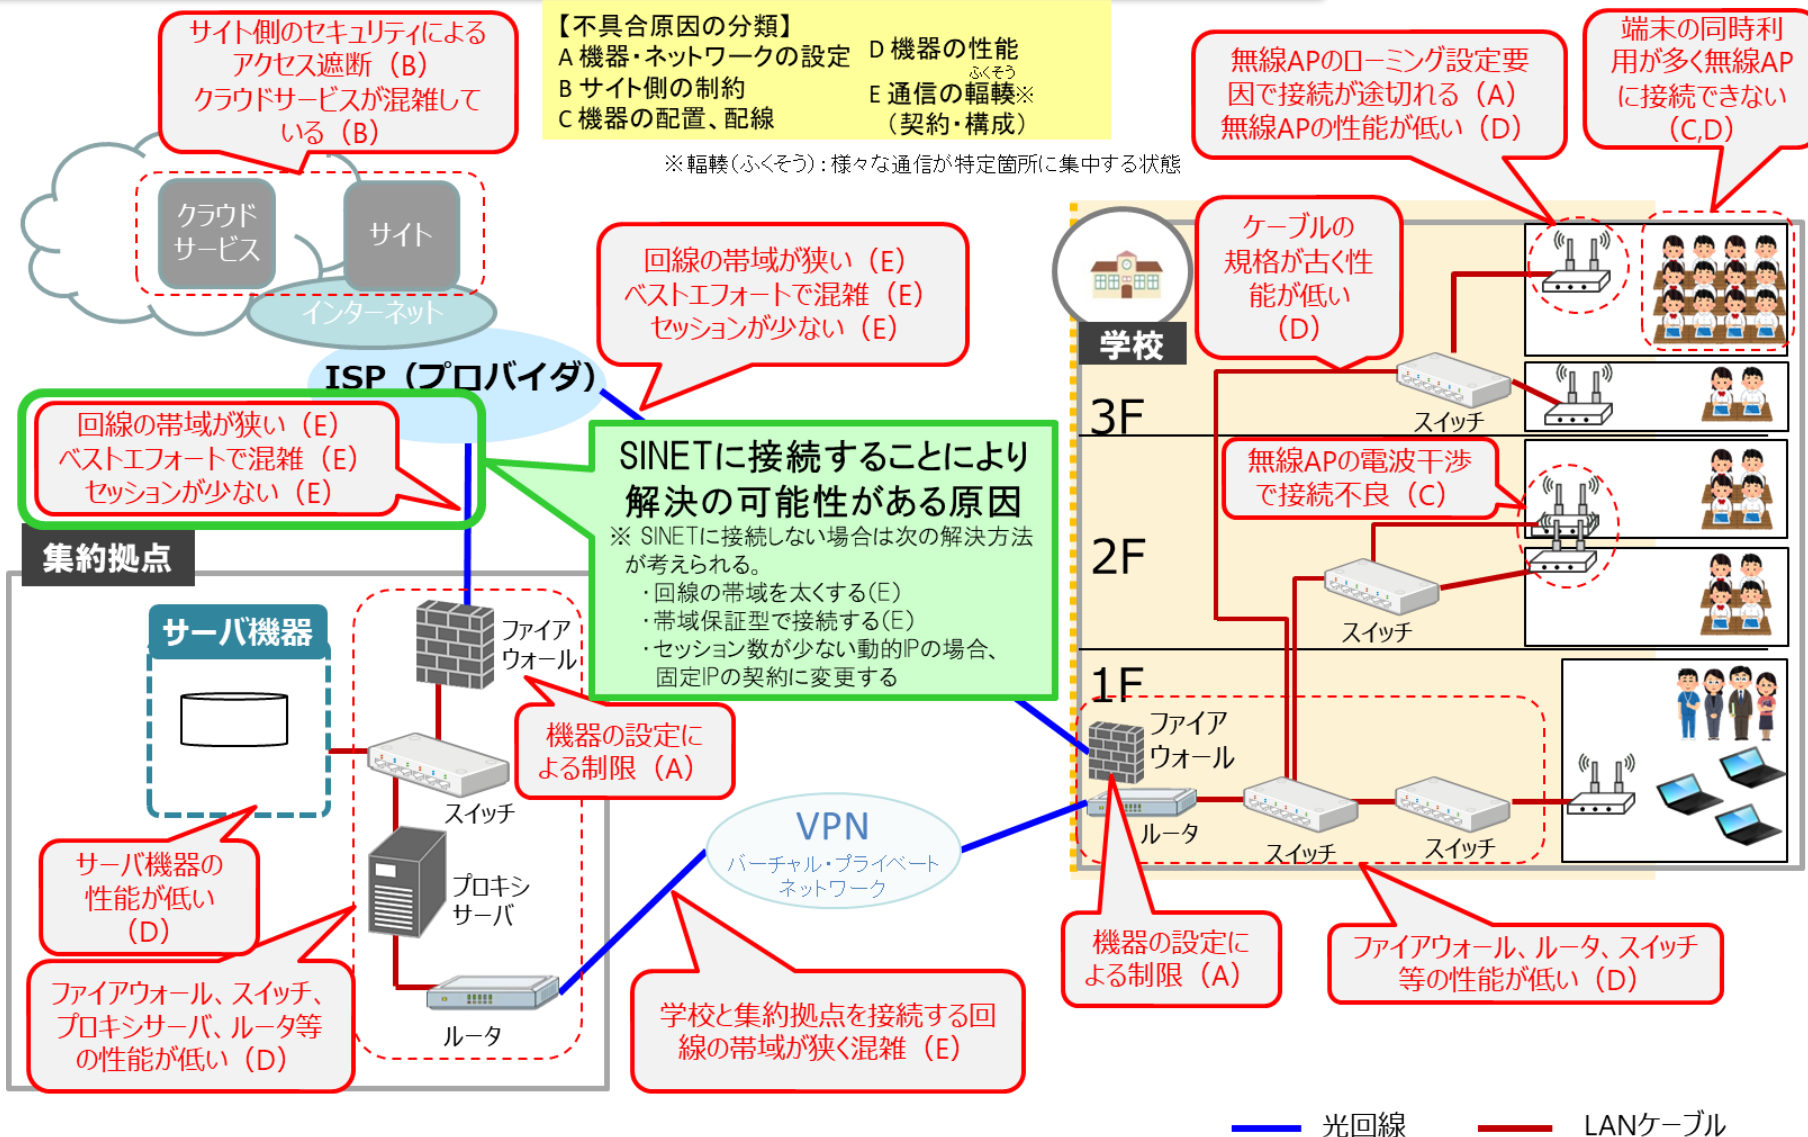 サイト側のセキュリティによる
アクセス遮断（B）
クラウドサービスが混雑して
いる（B）
【不具合原因の分類】
A 機器・ネットワークの設定
B サイト側の制約
C 機器の配置、配線
D 機器の性能
ふくそう
E 通信の輻輳※
（契約・構成）
※輻輳(ふくそう)：様々な通信が特定箇所に集中する状態
無線APのローミング設定要
因で接続が途切れる（A）
無線APの性能が低い（D）
端末の同時利
用が多く無線AP
に接続できない
（C,D）
クラウド
サービス
サイト
インターネット
ISP（プロバイダ）
回線の帯域が狭い（E）
ベストエフォートで混雑（E）
セッションが少ない（E）
ケーブルの
規格が古く性
能が低い
（D）
学校
3F
スイッチ
回線の帯域が狭い（E）
ベストエフォートで混雑（E）
セッションが少ない（E）
SINETに接続することにより
解決の可能性がある原因
※ SINETに接続しない場合は次の解決方法
が考えられる。
・回線の帯域を太くする(E)
・帯域保証型で接続する(E)
・セッション数が少ない動的IPの場合、
固定IPの契約に変更する
無線APの電波干渉
で接続不良（C）
2F
スイッチ
集約拠点
サーバ機器
ファイア
ウォール
機器の設定に
よる制限（A）
スイッチ
サーバ機器の
性能が低い
（D）
プロキシ
サーバ
ファイアウォール、スイッチ、
プロキシサーバ、ルータ等
の性能が低い（D）
ルータ
VPN
バーチャル・プライベート
ネットワーク
学校と集約拠点を接続する回
線の帯域が狭く混雑（E）
1F
ファイア
ウォール
ルータ
スイッチ
スイッチ
機器の設定に
よる制限（A）
ファイアウォール、ルータ、スイッチ
等の性能が低い（D）
光回線
LANケーブル